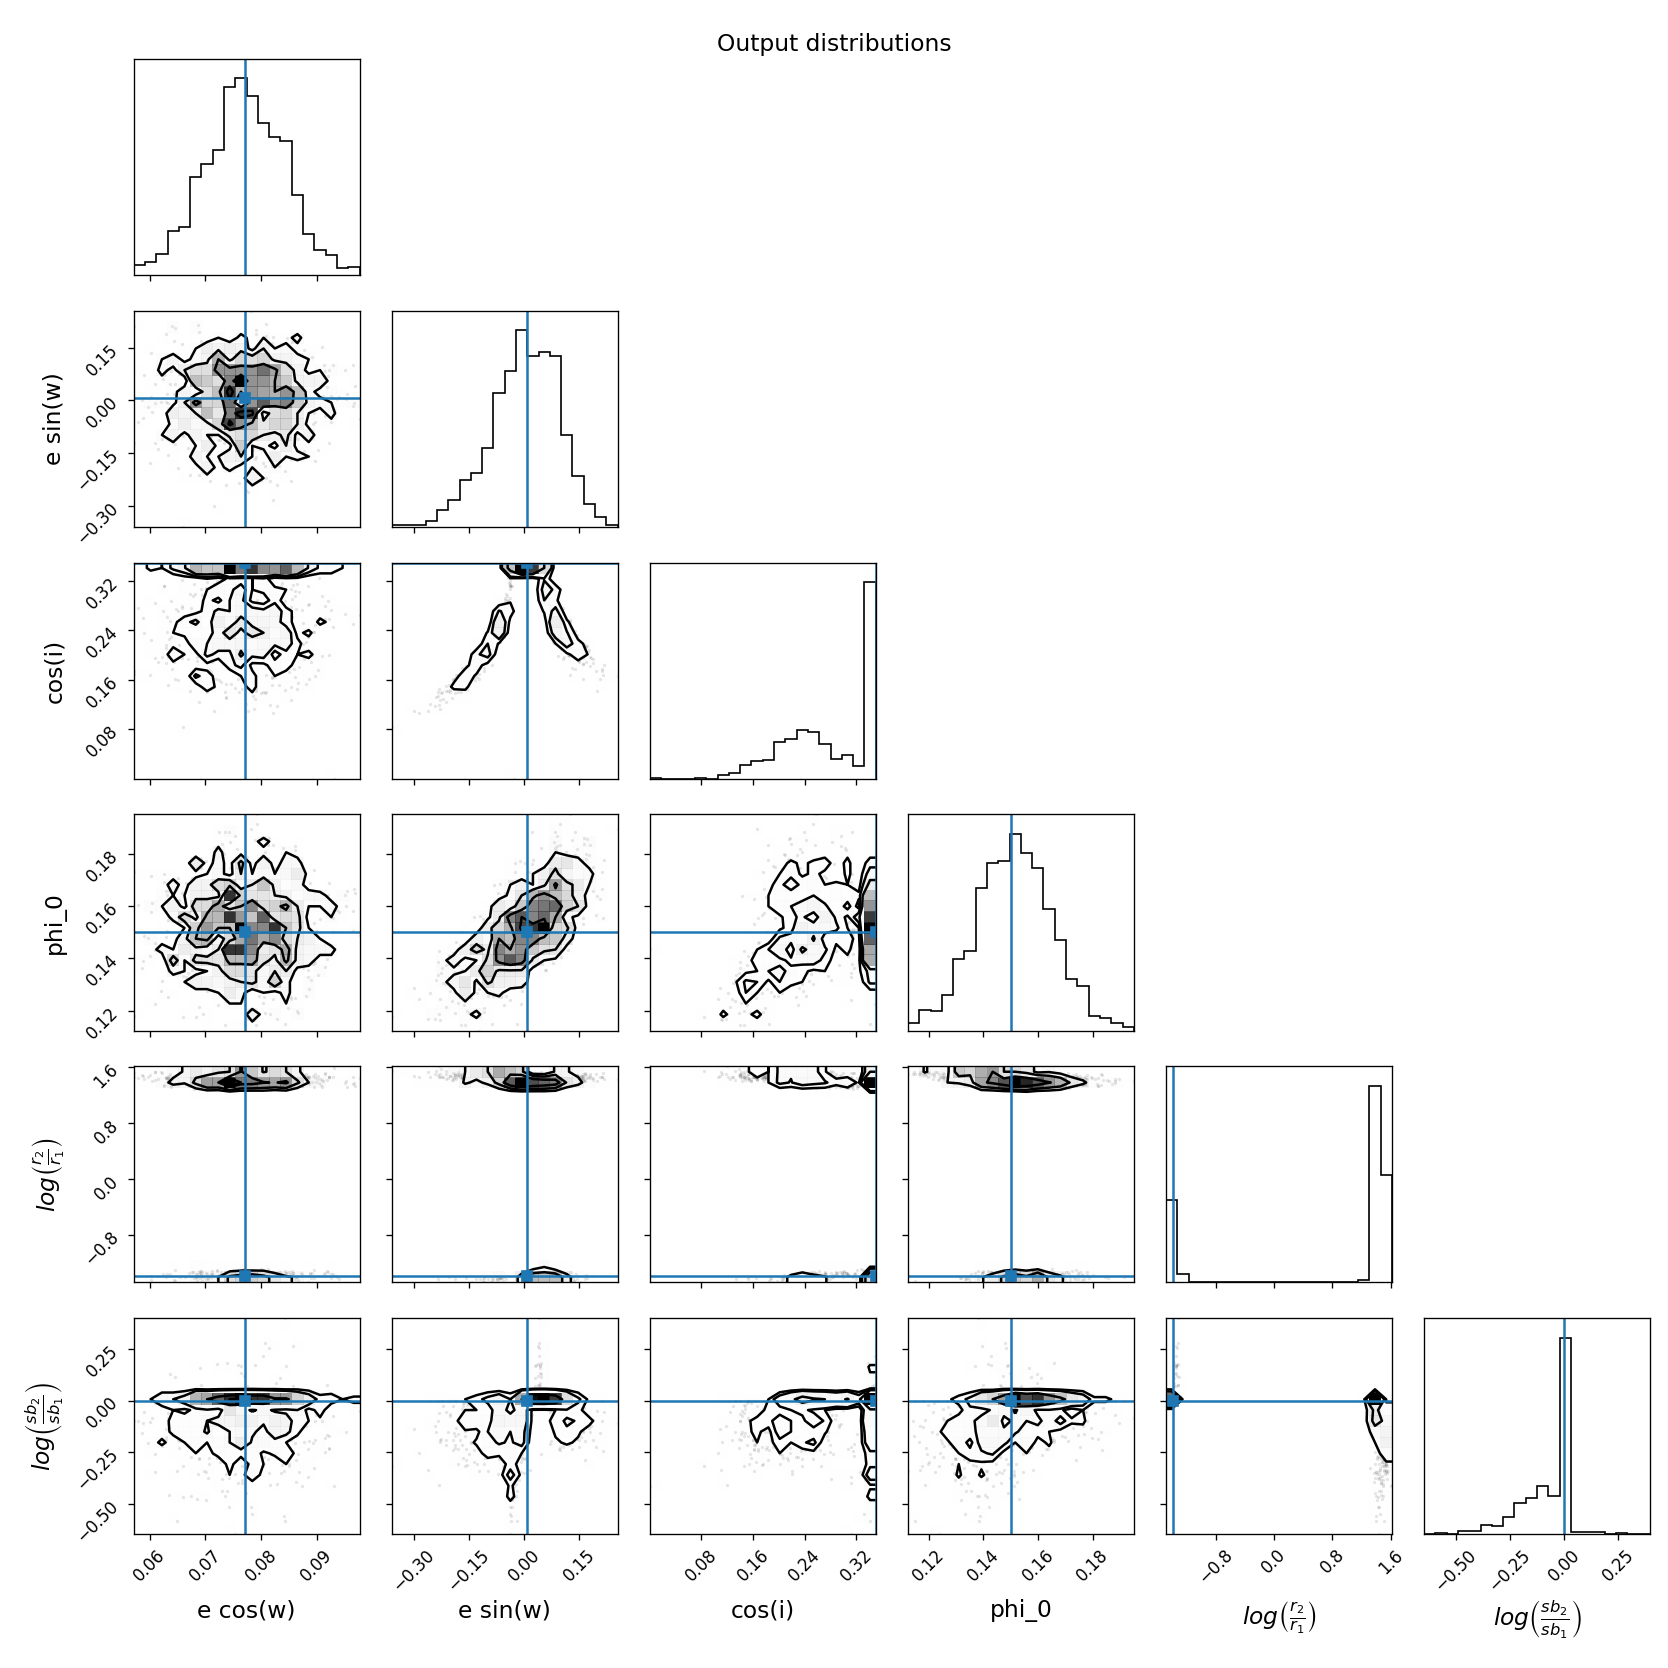 Output distributions
e sin(w)
0.15
0.00
−0.15
−0.30
cos(i)
0.32
0.24
0.16
0.08
phi_0
0.18
0.16
0.14
0.12
log(r₂/r₁)
1.6
0.8
0.0
−0.8
log(sb₂/sb₁)
0.25
0.00
−0.25
−0.50
0.06 0.07 0.08 0.09 −0.30 −0.15 0.00 0.15 0.08 0.16 0.24 0.32 0.12 0.14 0.16 0.18 −0.8 0.0 0.8 1.6 −0.50 −0.25 0.00 0.25
e cos(w) e sin(w) cos(i) phi_0 log(r₂/r₁) log(sb₂/sb₁)